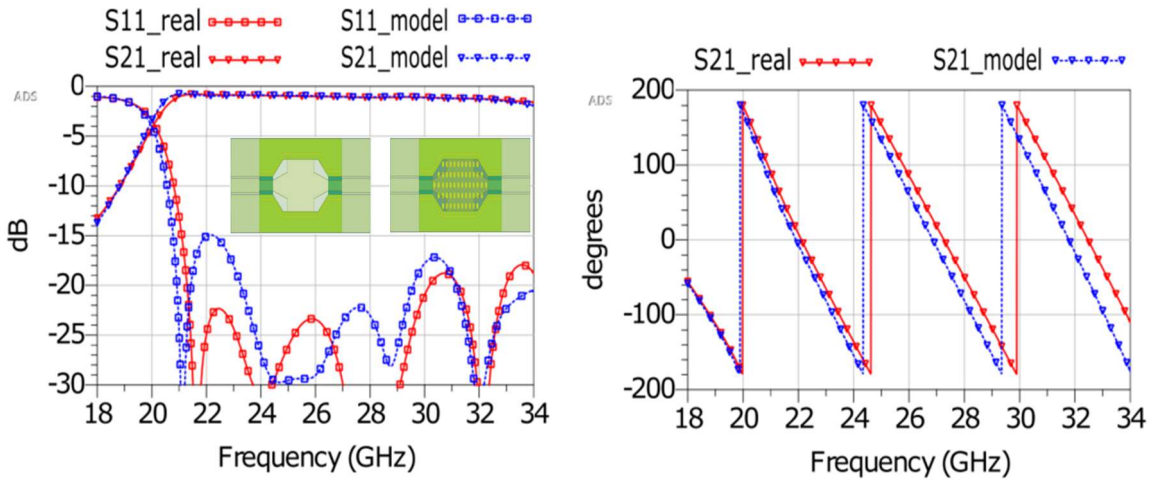 S11_real S11_model
S21_real S21_model
ADS
0
-5
-10
-15
-20
-25
-30
dB
18 20 22 24 26 28 30 32 34
Frequency (GHz)
S21_real S21_model
ADS
200
100
0
-100
-200
degrees
18 20 22 24 26 28 30 32 34
Frequency (GHz)